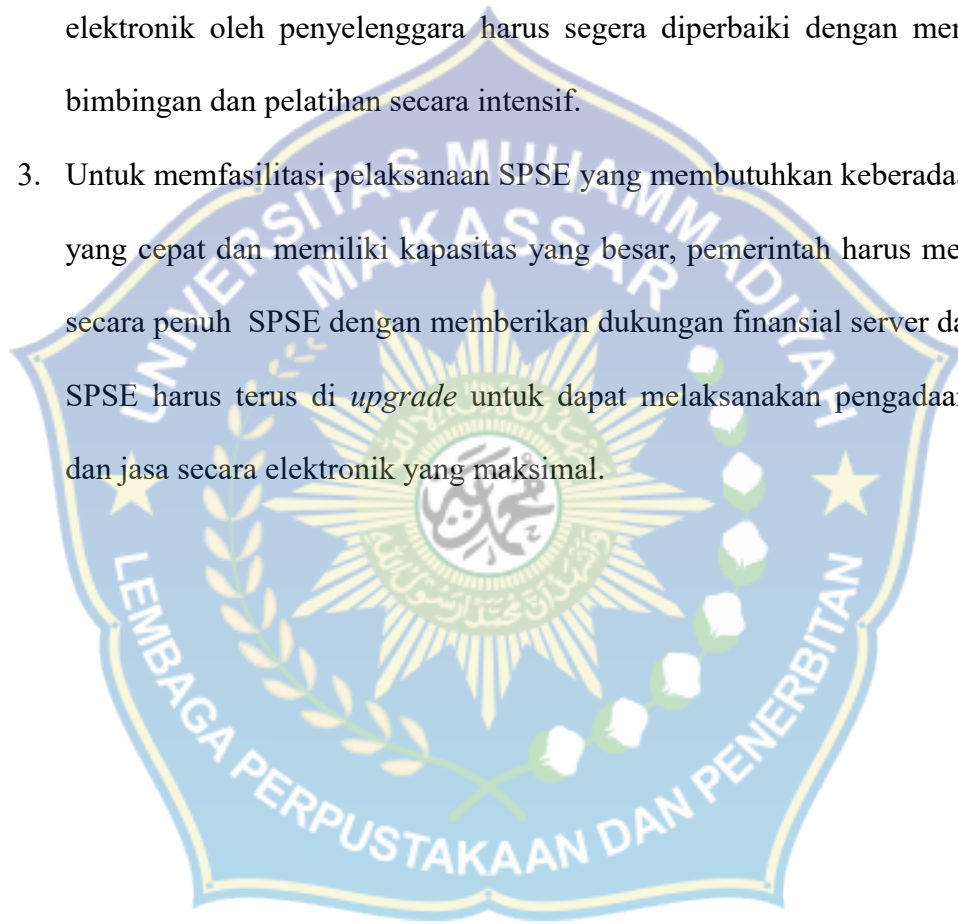 elektronik oleh penyelenggara harus segera diperbaiki dengan mer
bimbingan dan pelatihan secara intensif.
3. Untuk memfasilitasi pelaksanaan SPSE yang membutuhkan keberada
yang cepat dan memiliki kapasitas yang besar, pemerintah harus me
secara penuh SPSE dengan memberikan dukungan finansial server da
SPSE harus terus di upgrade untuk dapat melaksanakan pengadaan
dan jasa secara elektronik yang maksimal.
UNIVERSITAS MUHAMMADIYAH
MAKASSAR
محمد
LEMBAGA PERPUSTAKAAN DAN PENERBITAN